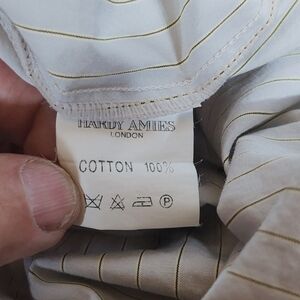 HARDY AMIES
LONDON
COTTON 100%
P